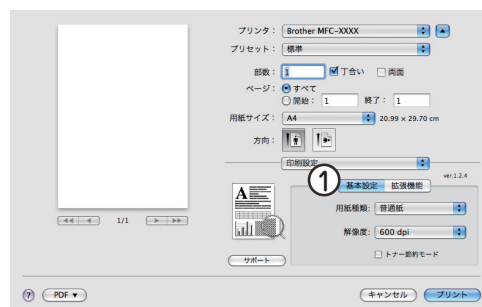 プリンタ： Brother MFC-XXXX
プリセット： 標準
部数： 1 丁合い 両面
ページ： すべて
開始： 1 終了： 1
用紙サイズ： A4 20.99 x 29.70 cm
方向：
印刷設定
ver.1.2.4
1 基本設定 拡張機能
用紙種類: 普通紙
解像度: 600 dpi
トナー節約モード
A
サポート
1/1
? PDF キャンセル プリント